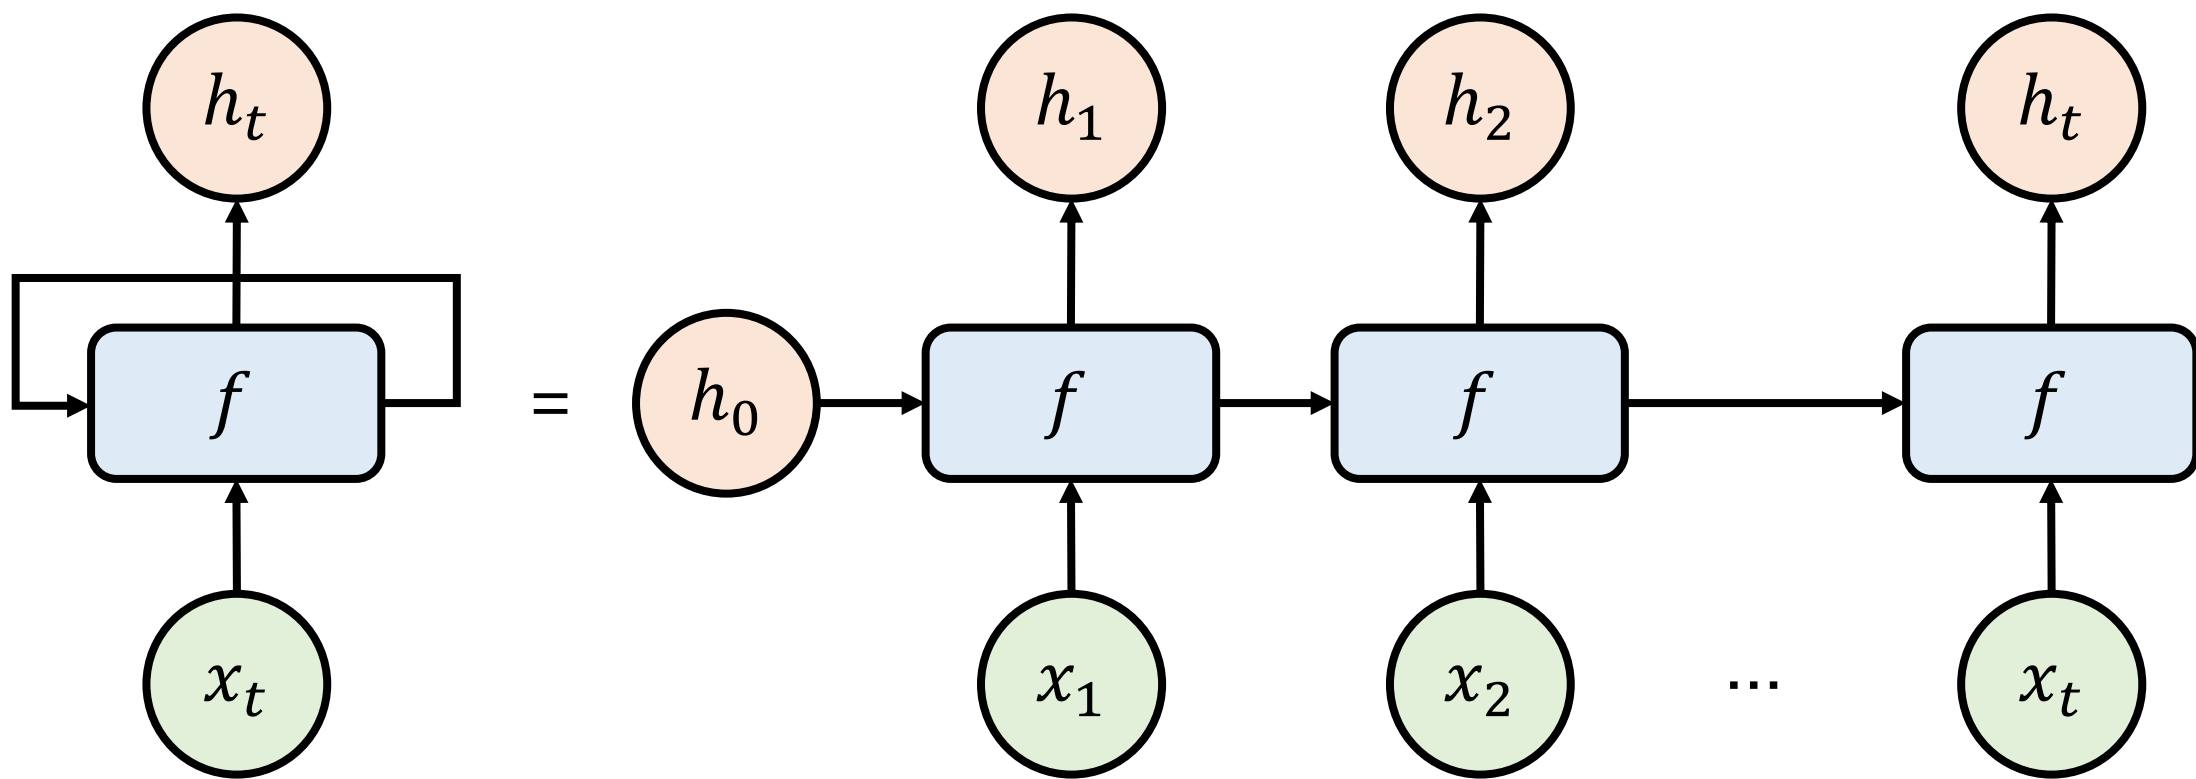 h_t h_1 h_2 h_t
f = h_0 f f f
x_t x_1 x_2 ... x_t